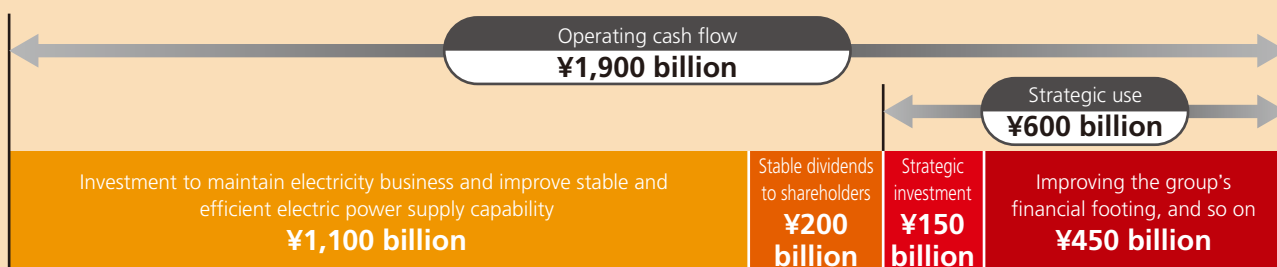 Operating cash flow
¥1,900 billion
Strategic use
¥600 billion
Investment to maintain electricity business and improve stable and
efficient electric power supply capability
¥1,100 billion
Stable dividends
to shareholders
¥200
billion
Strategic
investment
¥150
billion
Improving the group's
financial footing, and so on
¥450 billion